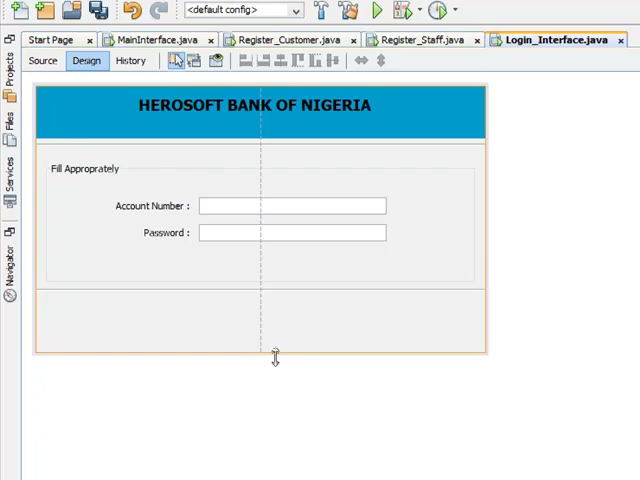 <default config>
Start Page
MainInterface.java
Register_Customer.java
Register_Staff.java
Login_Interface.java
Source
Design
History
Projects
Files
Services
Navigator
HEROSOFT BANK OF NIGERIA
Fill Approprately
Account Number :
Password :